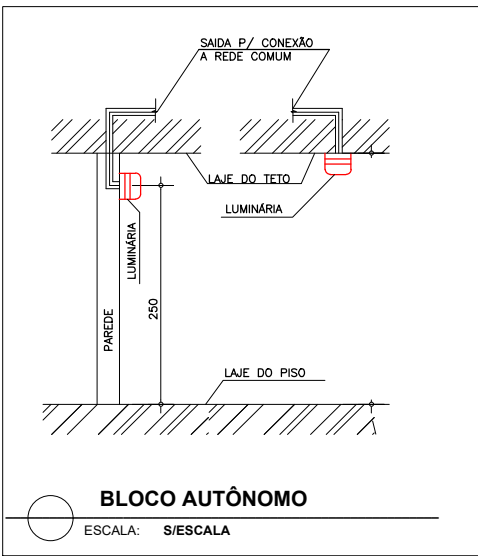 SAIDA P/ CONEXÃO
A REDE COMUM
LAJE DO TETO
LUMINÁRIA
LUMINÁRIA
250
PAREDE
LAJE DO PISO
BLOCO AUTÔNOMO
ESCALA: S/ESCALA